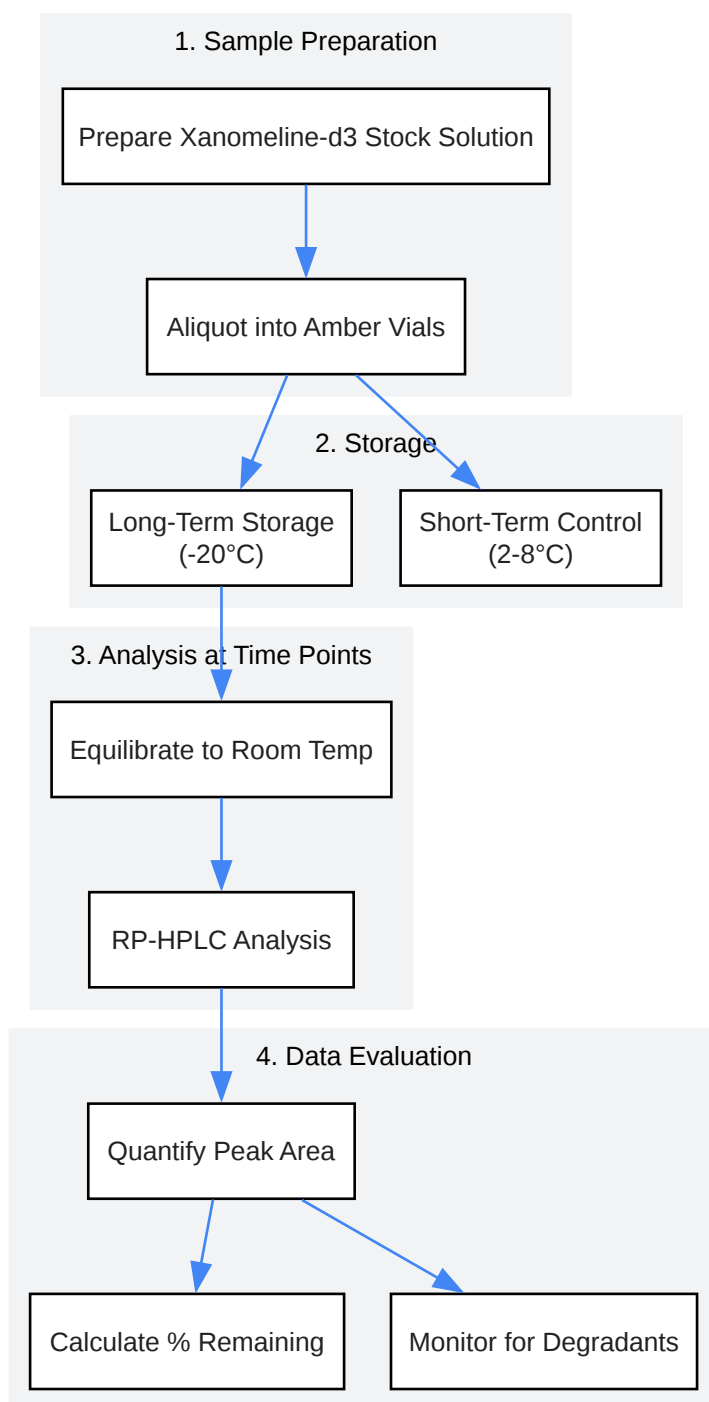 1. Sample Preparation
Prepare Xanomeline-d3 Stock Solution
Aliquot into Amber Vials
2. Storage
Long-Term Storage
(-20°C)
Short-Term Control
(2-8°C)
3. Analysis at Time Points
Equilibrate to Room Temp
RP-HPLC Analysis
4. Data Evaluation
Quantify Peak Area
Calculate % Remaining
Monitor for Degradants